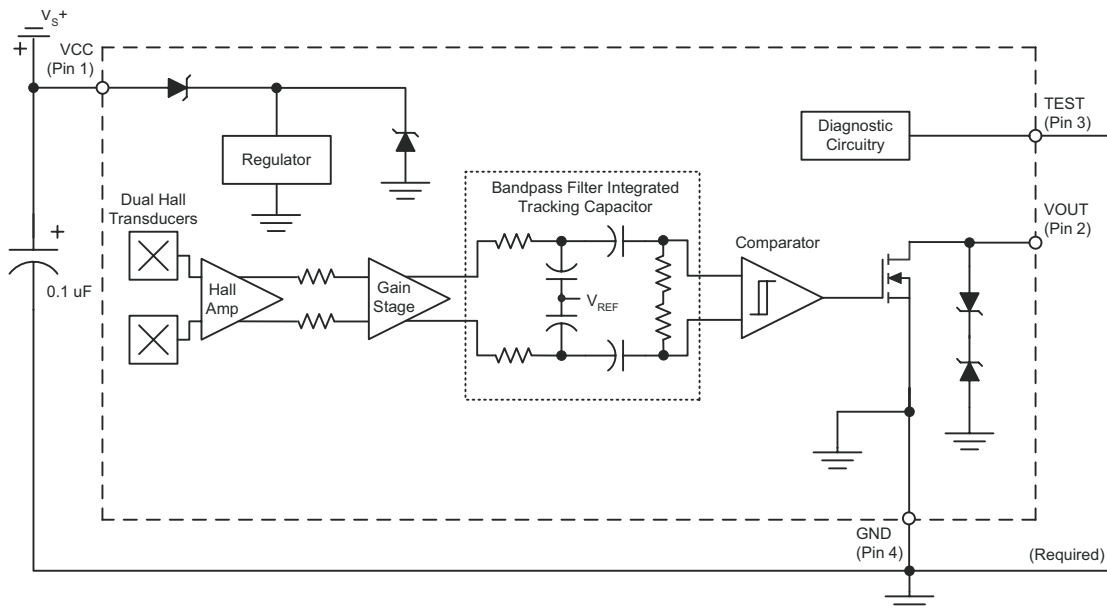 V_S+
+
VCC
(Pin 1)
TEST
(Pin 3)
Diagnostic
Circuitry
Regulator
Bandpass Filter Integrated
Tracking Capacitor
Dual Hall
Transducers
VOUT
(Pin 2)
+
Comparator
0.1 uF
Hall
Amp
Gain
Stage
V_REF
GND
(Pin 4)
(Required)